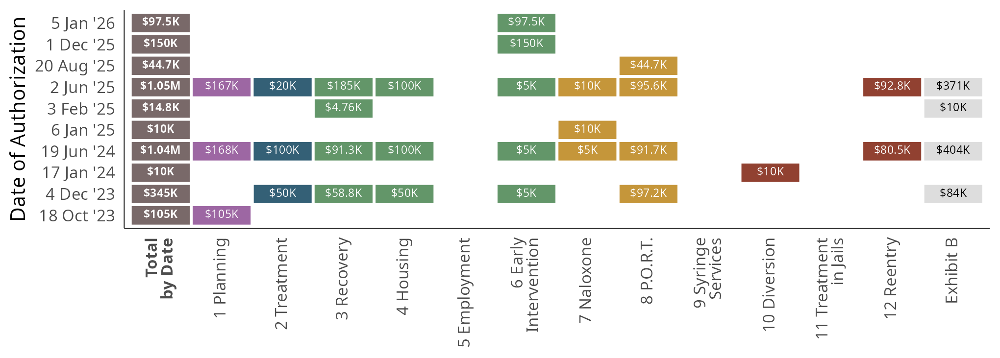 Date of Authorization
5 Jan '26 $97.5K $97.5K
1 Dec '25 $150K $150K
20 Aug '25 $44.7K $44.7K
2 Jun '25 $1.05M $167K $20K $185K $100K $5K $10K $95.6K $92.8K $371K
3 Feb '25 $14.8K $4.76K $10K
6 Jan '25 $10K $10K
19 Jun '24 $1.04M $168K $100K $91.3K $100K $5K $5K $91.7K $80.5K $404K
17 Jan '24 $10K $10K
4 Dec '23 $345K $50K $58.8K $50K $5K $97.2K $84K
18 Oct '23 $105K $105K
Total
by Date
1 Planning
2 Treatment
3 Recovery
4 Housing
5 Employment
6 Early
Intervention
7 Naloxone
8 P.O.R.T.
9 Syringe
Services
10 Diversion
11 Treatment
in Jails
12 Reentry
Exhibit B